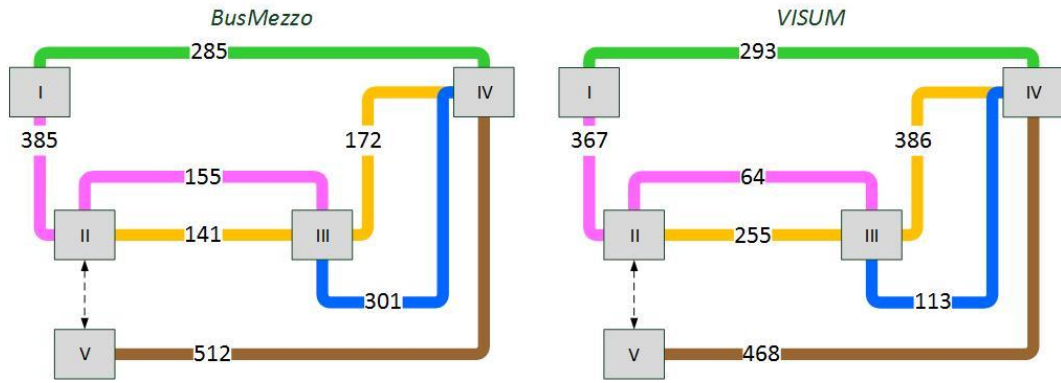 BusMezzo
285
I
IV
385
172
155
II
141
III
301
V
512
VISUM
293
I
IV
367
386
64
II
255
III
113
V
468